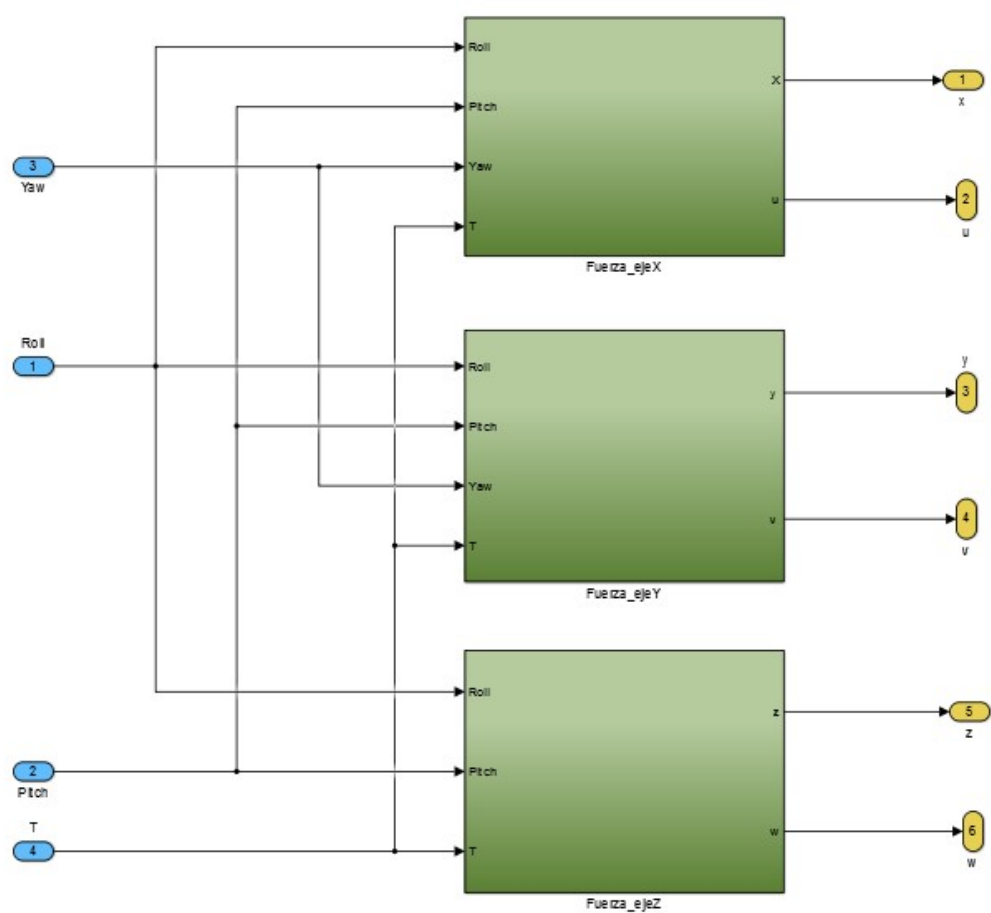 Roll
Pitch
Yaw
T
X
u
Fuerza_ejeX
1
x
2
u
3
Yaw
Roll
1
Roll
Pitch
Yaw
T
y
v
Fuerza_ejeY
y
3
4
v
Roll
Pitch
T
z
w
Fuerza_ejeZ
5
z
6
w
2
Pitch
T
4